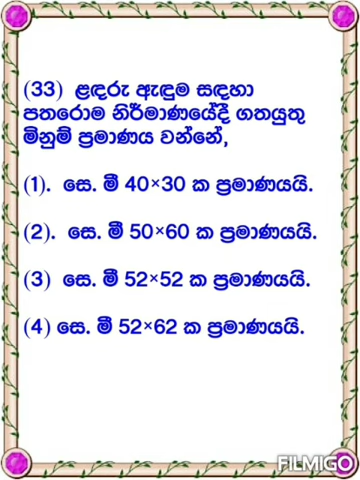 (33) ළඳරු ඇඳුම සඳහා
පතරොම නිර්මාණයේදී ගතයුතු
මිනුම් ප්‍රමාණය වන්නේ,
(1). සෙ. මී 40×30 ක ප්‍රමාණයයි.
(2). සෙ. මී 50×60 ක ප්‍රමාණයයි.
(3) සෙ. මී 52×52 ක ප්‍රමාණයයි.
(4) සෙ. මී 52×62 ක ප්‍රමාණයයි.
FILMIGO